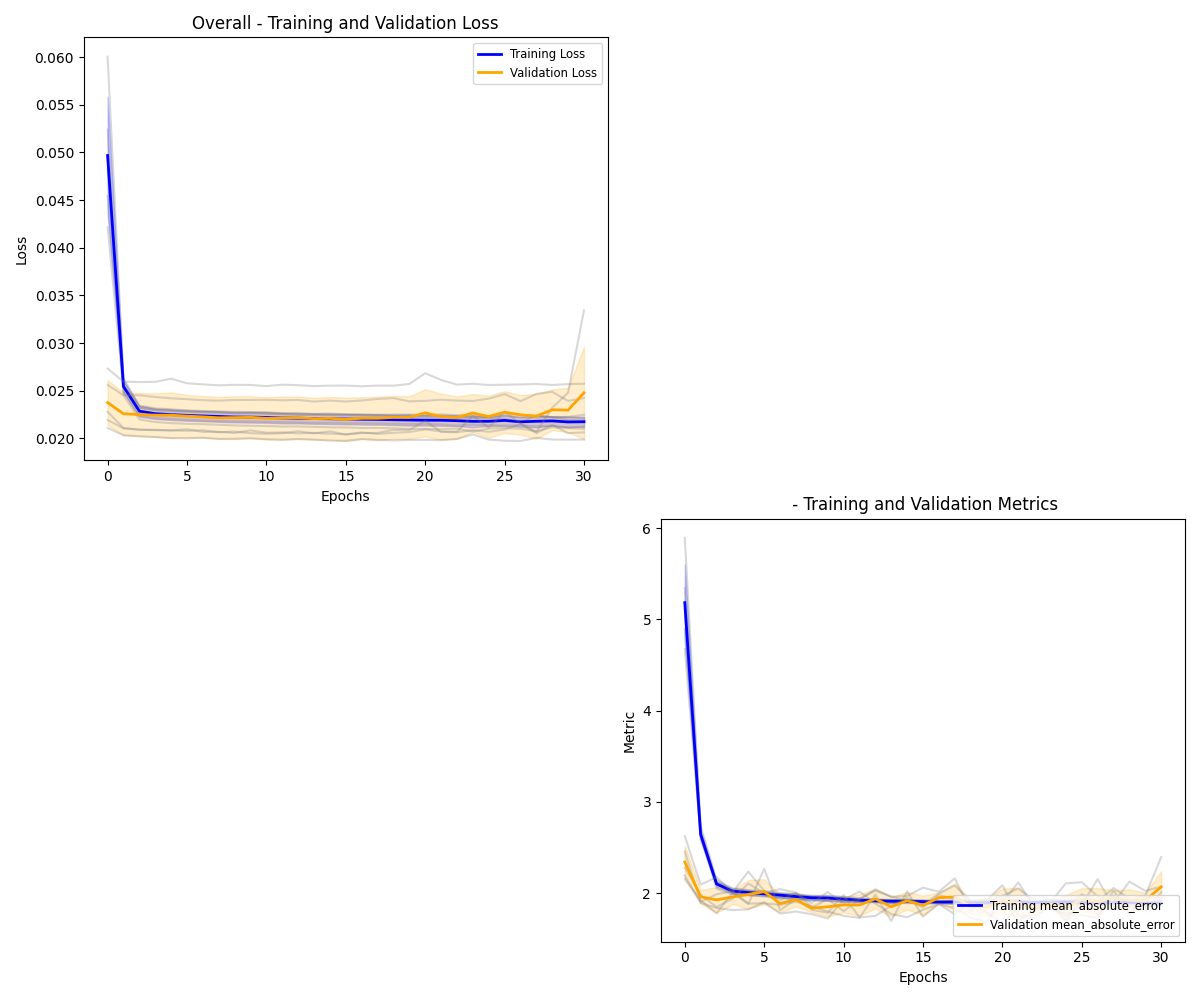 Overall - Training and Validation Loss
Training Loss
Validation Loss
0.060
0.055
0.050
0.045
0.040
0.035
0.030
0.025
0.020
Loss
0 5 10 15 20 25 30
Epochs
- Training and Validation Metrics
6
5
4
3
2
Metric
Training mean_absolute_error
Validation mean_absolute_error
0 5 10 15 20 25 30
Epochs